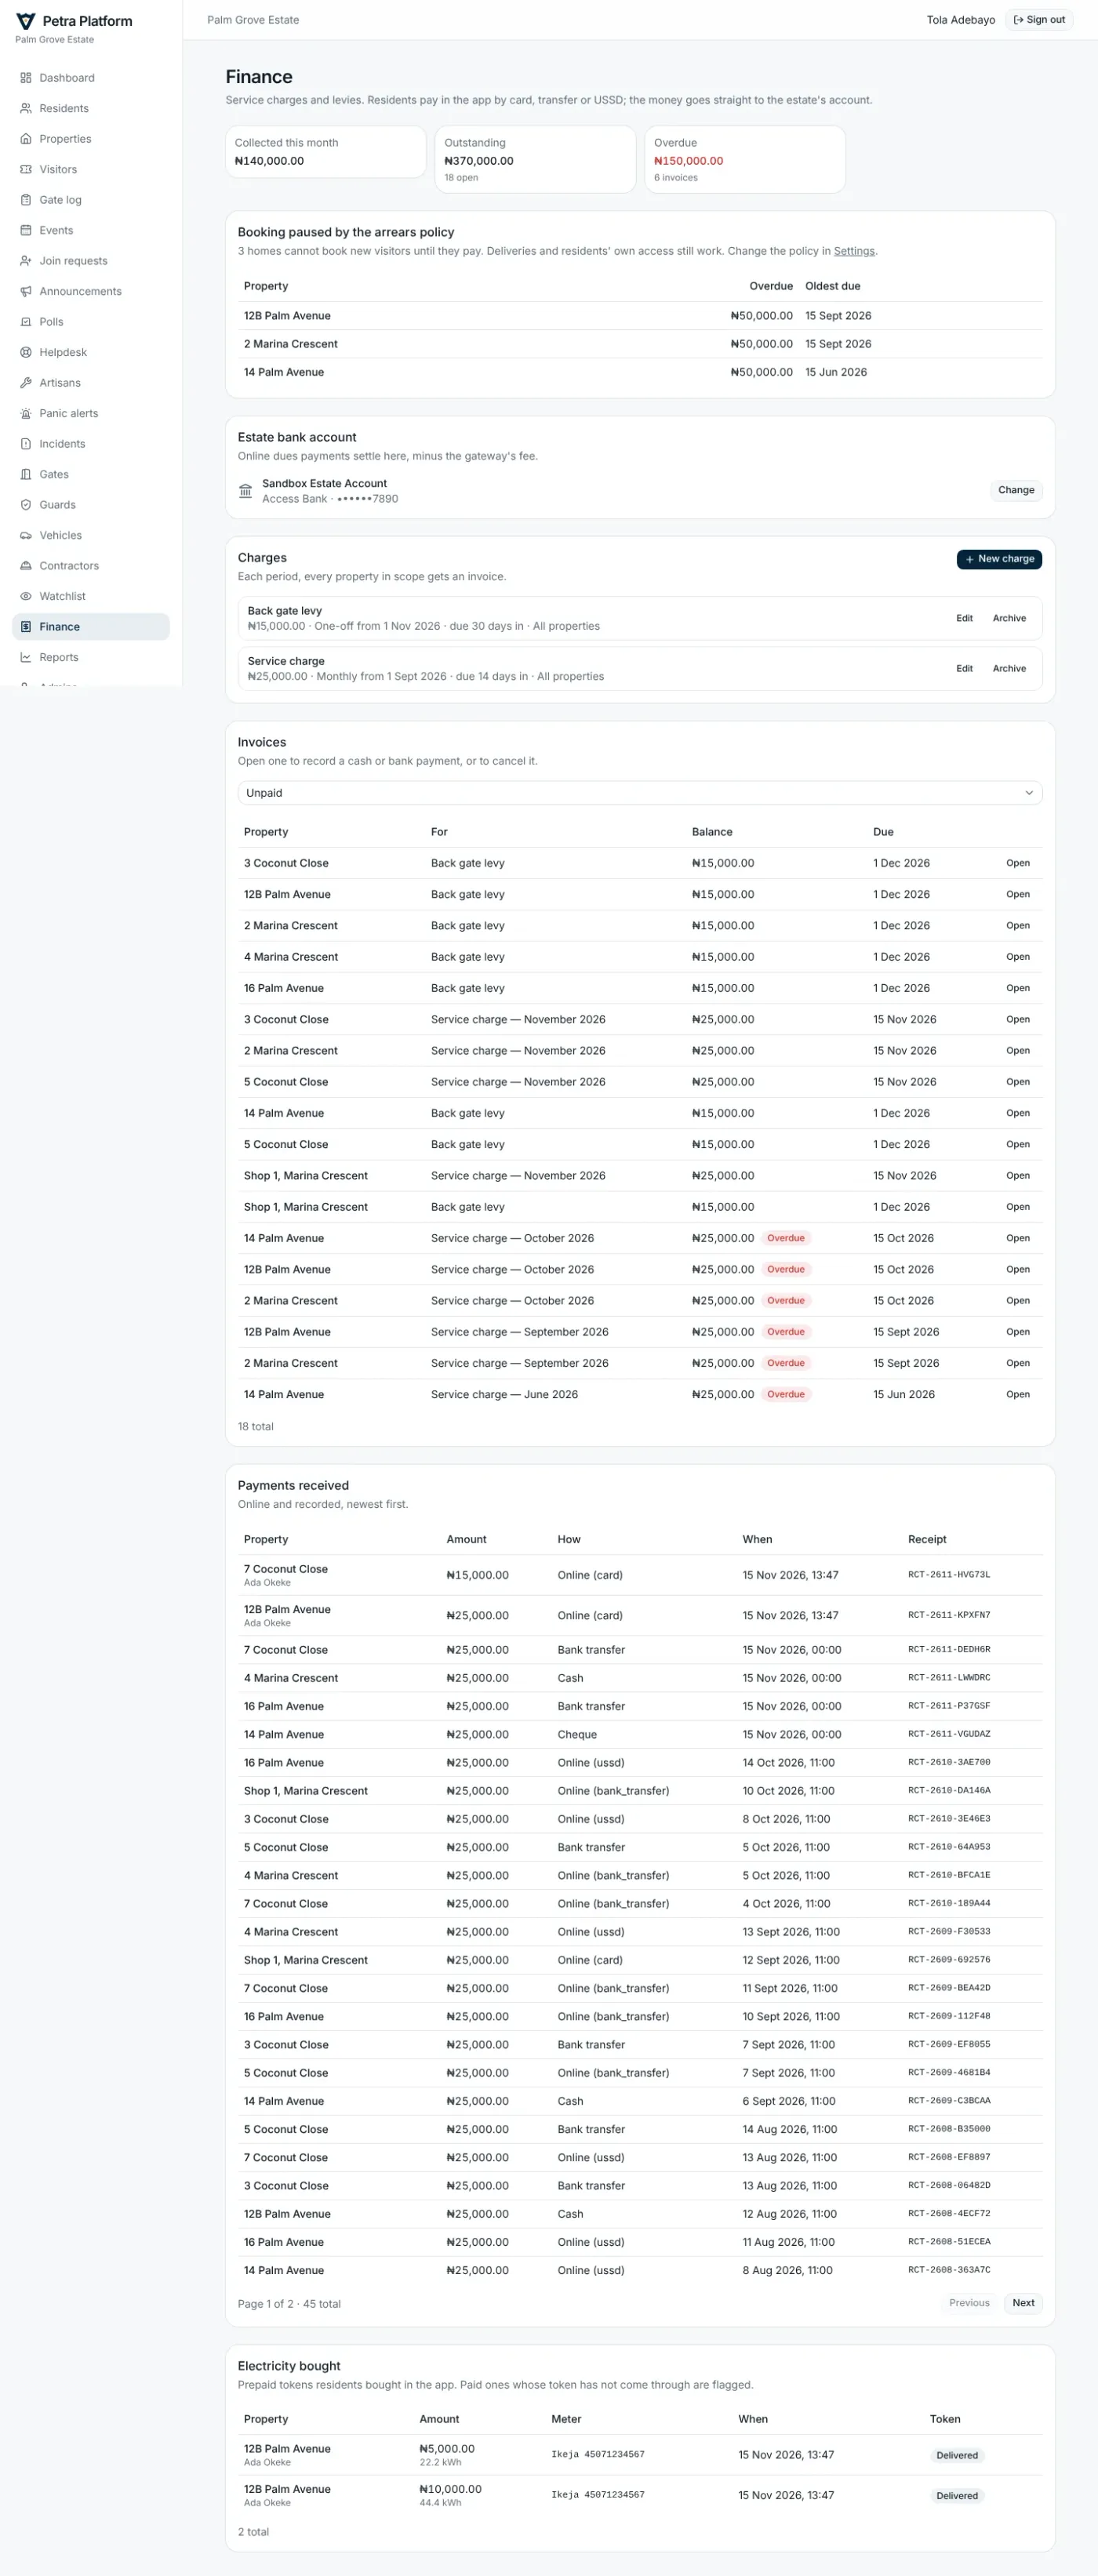 Petra Platform
Palm Grove Estate
Palm Grove Estate
Tola Adebayo
Sign out
Dashboard
Residents
Properties
Visitors
Gate log
Events
Join requests
Announcements
Polls
Helpdesk
Artisans
Panic alerts
Incidents
Gates
Guards
Vehicles
Contractors
Watchlist
Finance
Reports
Admins
Finance
Service charges and levies. Residents pay in the app by card, transfer or USSD; the money goes straight to the estate's account.
Collected this month
₦140,000.00
Outstanding
₦370,000.00
18 open
Overdue
₦150,000.00
6 invoices
Booking paused by the arrears policy
3 homes cannot book new visitors until they pay. Deliveries and residents' own access still work. Change the policy in Settings.
Property Overdue Oldest due
12B Palm Avenue ₦50,000.00 15 Sept 2026
2 Marina Crescent ₦50,000.00 15 Sept 2026
14 Palm Avenue ₦50,000.00 15 Jun 2026
Estate bank account
Online dues payments settle here, minus the gateway's fee.
Sandbox Estate Account
Access Bank · ••••••7890
Change
Charges
Each period, every property in scope gets an invoice.
+ New charge
Back gate levy
₦15,000.00 · One-off from 1 Nov 2026 · due 30 days in · All properties
Edit Archive
Service charge
₦25,000.00 · Monthly from 1 Sept 2026 · due 14 days in · All properties
Edit Archive
Invoices
Open one to record a cash or bank payment, or to cancel it.
Unpaid
Property For Balance Due
3 Coconut Close Back gate levy ₦15,000.00 1 Dec 2026 Open
12B Palm Avenue Back gate levy ₦15,000.00 1 Dec 2026 Open
2 Marina Crescent Back gate levy ₦15,000.00 1 Dec 2026 Open
4 Marina Crescent Back gate levy ₦15,000.00 1 Dec 2026 Open
16 Palm Avenue Back gate levy ₦15,000.00 1 Dec 2026 Open
3 Coconut Close Service charge — November 2026 ₦25,000.00 15 Nov 2026 Open
2 Marina Crescent Service charge — November 2026 ₦25,000.00 15 Nov 2026 Open
5 Coconut Close Service charge — November 2026 ₦25,000.00 15 Nov 2026 Open
14 Palm Avenue Back gate levy ₦15,000.00 1 Dec 2026 Open
5 Coconut Close Back gate levy ₦15,000.00 1 Dec 2026 Open
Shop 1, Marina Crescent Service charge — November 2026 ₦25,000.00 15 Nov 2026 Open
Shop 1, Marina Crescent Back gate levy ₦15,000.00 1 Dec 2026 Open
14 Palm Avenue Service charge — October 2026 ₦25,000.00 Overdue 15 Oct 2026 Open
12B Palm Avenue Service charge — October 2026 ₦25,000.00 Overdue 15 Oct 2026 Open
2 Marina Crescent Service charge — October 2026 ₦25,000.00 Overdue 15 Oct 2026 Open
12B Palm Avenue Service charge — September 2026 ₦25,000.00 Overdue 15 Sept 2026 Open
2 Marina Crescent Service charge — September 2026 ₦25,000.00 Overdue 15 Sept 2026 Open
14 Palm Avenue Service charge — June 2026 ₦25,000.00 Overdue 15 Jun 2026 Open
18 total
Payments received
Online and recorded, newest first.
Property Amount How When Receipt
7 Coconut Close ₦15,000.00 Online (card) 15 Nov 2026, 13:47 RCT-2611-HVG73L
Ada Okeke
12B Palm Avenue ₦25,000.00 Online (card) 15 Nov 2026, 13:47 RCT-2611-KPXFN7
Ada Okeke
7 Coconut Close ₦25,000.00 Bank transfer 15 Nov 2026, 00:00 RCT-2611-DEDH6R
4 Marina Crescent ₦25,000.00 Cash 15 Nov 2026, 00:00 RCT-2611-LWWDRC
16 Palm Avenue ₦25,000.00 Bank transfer 15 Nov 2026, 00:00 RCT-2611-P37GSF
14 Palm Avenue ₦25,000.00 Cheque 15 Nov 2026, 00:00 RCT-2611-VGUDAZ
16 Palm Avenue ₦25,000.00 Online (ussd) 14 Oct 2026, 11:00 RCT-2610-3AE700
Shop 1, Marina Crescent ₦25,000.00 Online (bank_transfer) 10 Oct 2026, 11:00 RCT-2610-DA146A
3 Coconut Close ₦25,000.00 Online (ussd) 8 Oct 2026, 11:00 RCT-2610-3E46E3
5 Coconut Close ₦25,000.00 Bank transfer 5 Oct 2026, 11:00 RCT-2610-64A953
4 Marina Crescent ₦25,000.00 Online (bank_transfer) 5 Oct 2026, 11:00 RCT-2610-BFCA1E
7 Coconut Close ₦25,000.00 Online (bank_transfer) 4 Oct 2026, 11:00 RCT-2610-189A44
4 Marina Crescent ₦25,000.00 Online (ussd) 13 Sept 2026, 11:00 RCT-2609-F30533
Shop 1, Marina Crescent ₦25,000.00 Online (card) 12 Sept 2026, 11:00 RCT-2609-692576
7 Coconut Close ₦25,000.00 Online (bank_transfer) 11 Sept 2026, 11:00 RCT-2609-BEA42D
16 Palm Avenue ₦25,000.00 Online (bank_transfer) 10 Sept 2026, 11:00 RCT-2609-112F48
3 Coconut Close ₦25,000.00 Bank transfer 7 Sept 2026, 11:00 RCT-2609-EF8055
5 Coconut Close ₦25,000.00 Online (bank_transfer) 7 Sept 2026, 11:00 RCT-2609-4681B4
14 Palm Avenue ₦25,000.00 Cash 6 Sept 2026, 11:00 RCT-2609-C3BCAA
5 Coconut Close ₦25,000.00 Bank transfer 14 Aug 2026, 11:00 RCT-2608-B35000
7 Coconut Close ₦25,000.00 Online (ussd) 13 Aug 2026, 11:00 RCT-2608-EF8897
3 Coconut Close ₦25,000.00 Bank transfer 13 Aug 2026, 11:00 RCT-2608-06482D
12B Palm Avenue ₦25,000.00 Cash 12 Aug 2026, 11:00 RCT-2608-4ECF72
16 Palm Avenue ₦25,000.00 Online (ussd) 11 Aug 2026, 11:00 RCT-2608-51ECEA
14 Palm Avenue ₦25,000.00 Online (ussd) 8 Aug 2026, 11:00 RCT-2608-363A7C
Page 1 of 2 · 45 total
Previous Next
Electricity bought
Prepaid tokens residents bought in the app. Paid ones whose token has not come through are flagged.
Property Amount Meter When Token
12B Palm Avenue ₦5,000.00 Ikeja 45071234567 15 Nov 2026, 13:47 Delivered
Ada Okeke 22.2 kWh
12B Palm Avenue ₦10,000.00 Ikeja 45071234567 15 Nov 2026, 13:47 Delivered
Ada Okeke 44.4 kWh
2 total